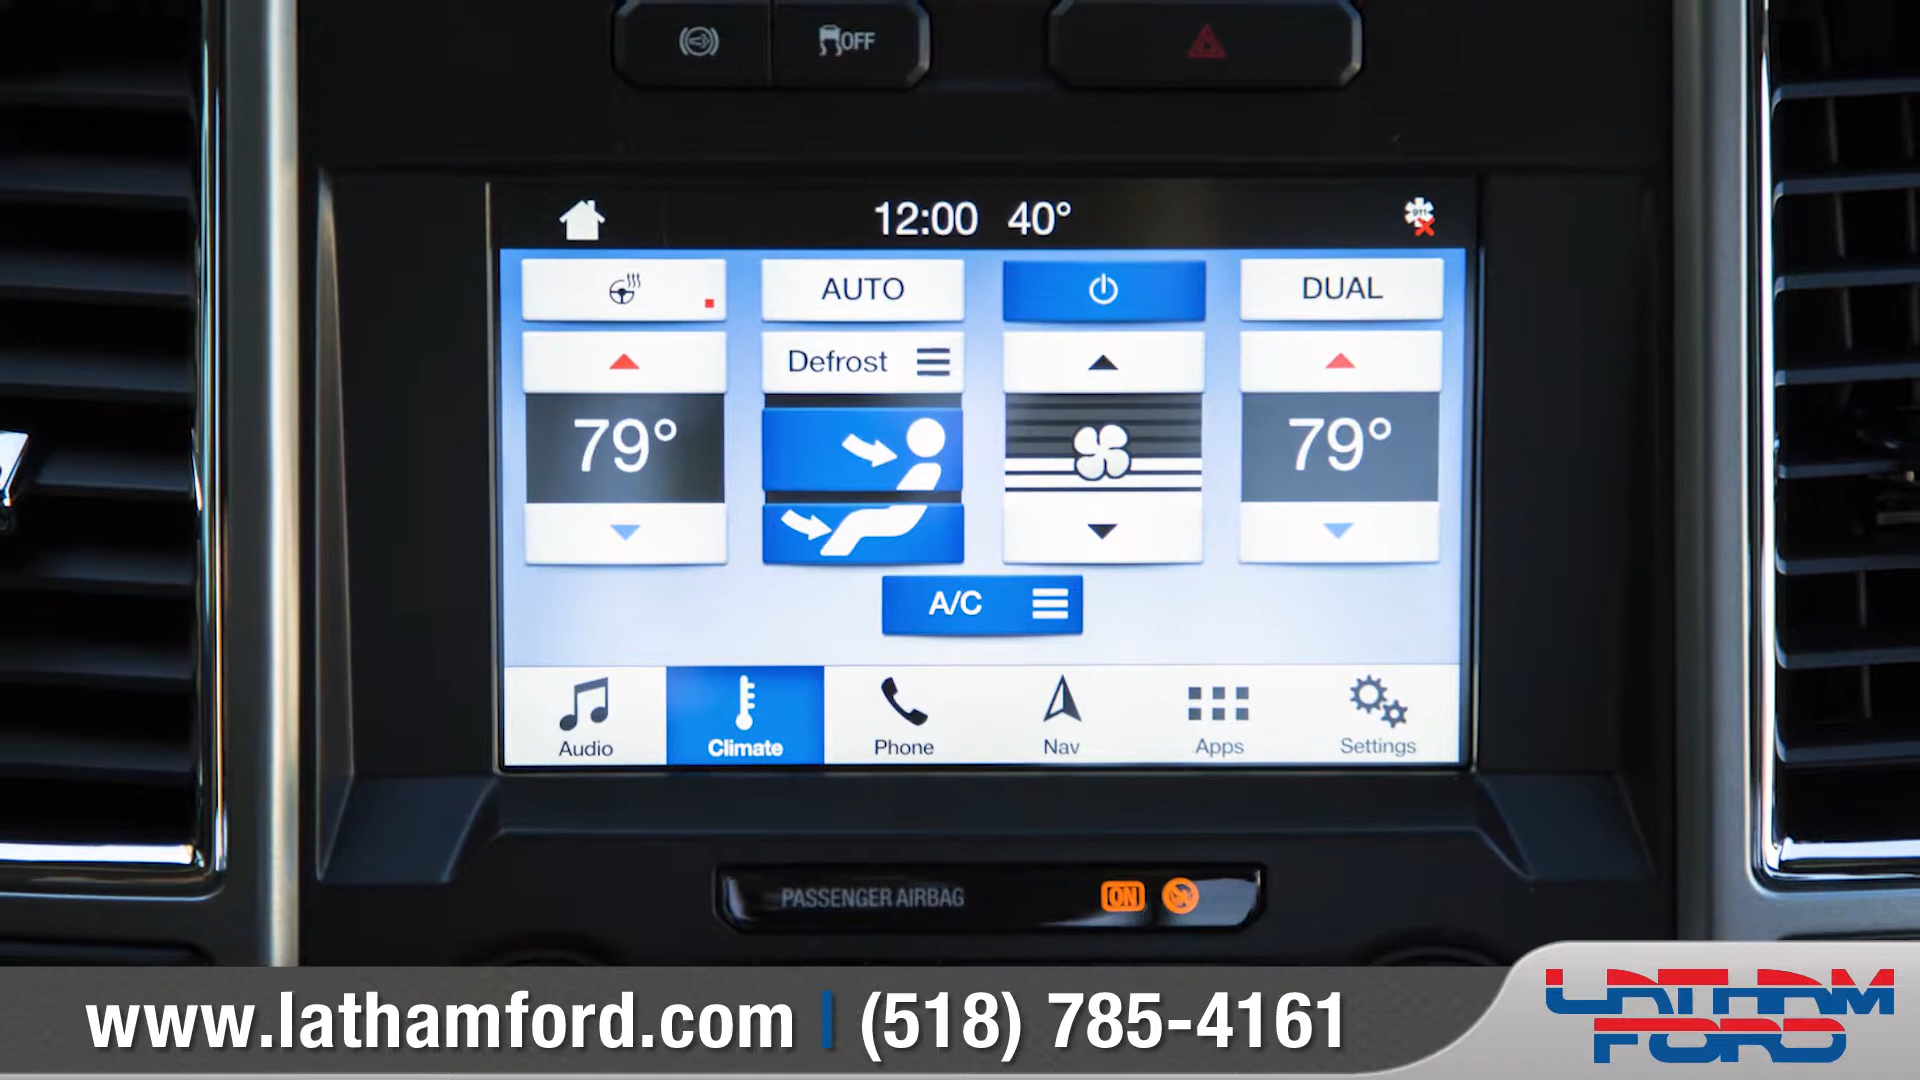 OFF
12:00 40°
911
AUTO
DUAL
Defrost
79°
79°
A/C
Audio
Climate
Phone
Nav
Apps
Settings
PASSENGER AIRBAG
ON
www.lathamford.com | (518) 785-4161
LATHAM
FORD